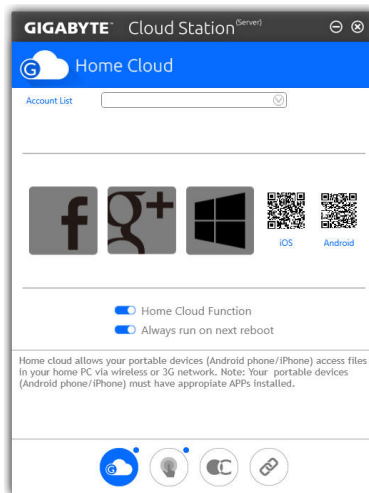 GIGABYTE™ Cloud Station (Server)
G Home Cloud
Account List
f g+
iOS Android
Home Cloud Function
Always run on next reboot
Home cloud allows your portable devices (Android phone/iPhone) access files
in your home PC via wireless or 3G network. Note: Your portable devices
(Android phone/iPhone) must have appropiate APPs installed.
G